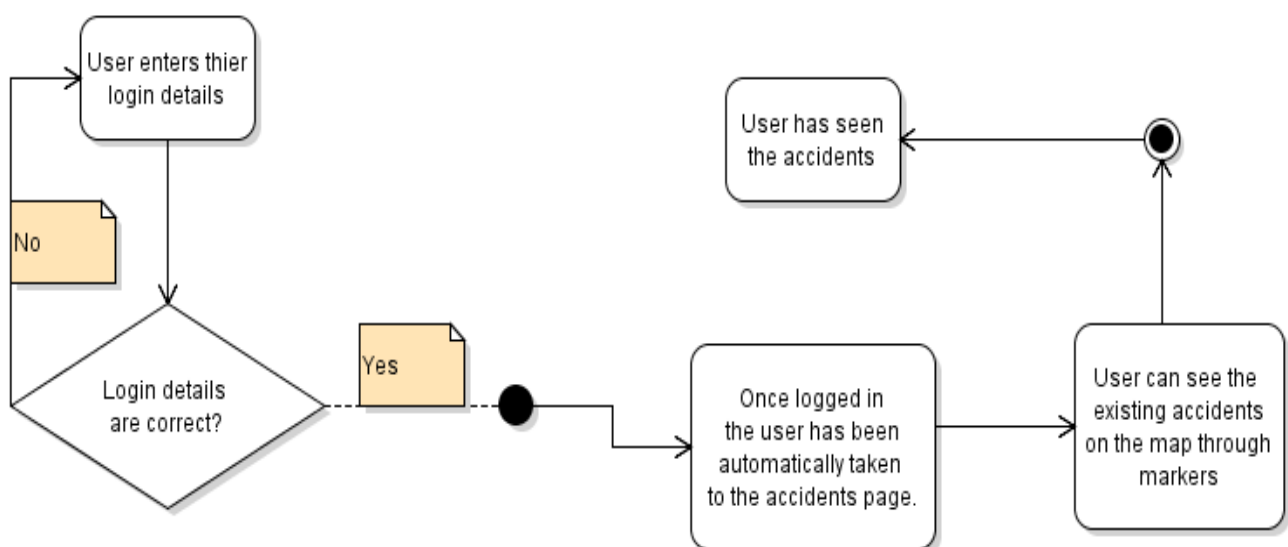 User enters thier
login details
No
Login details
are correct?
Yes
Once logged in
the user has been
automatically taken
to the accidents page.
User can see the
existing accidents
on the map through
markers
User has seen
the accidents